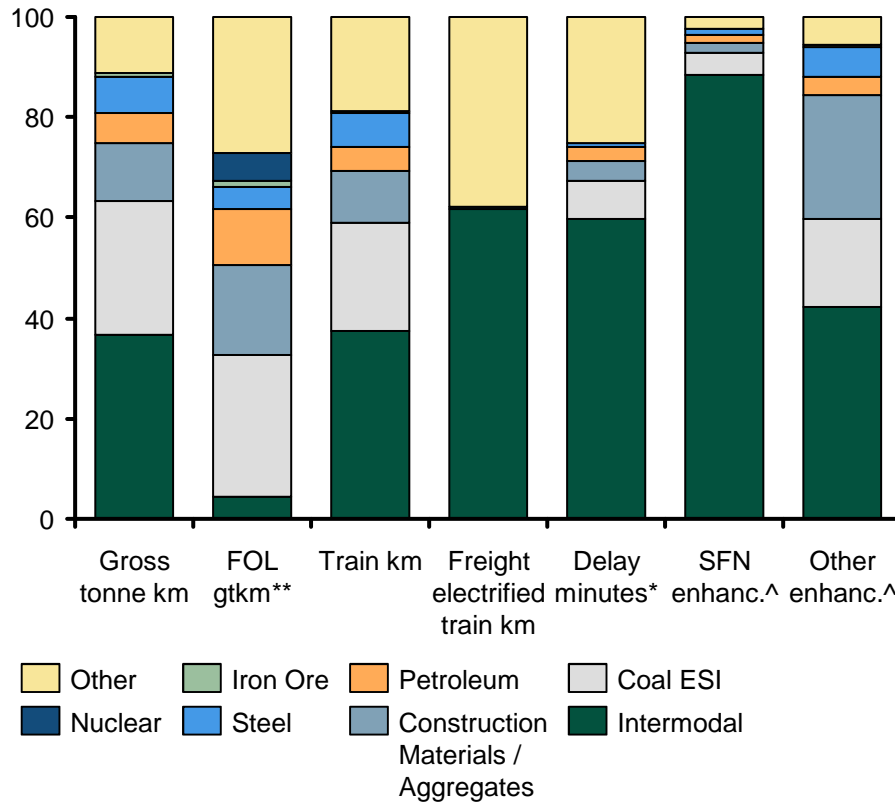 100
80
60
40
20
0
Gross tonne km
FOL gtkm**
Train km
Freight electrified train km
Delay minutes*
SFN enhanc.^
Other enhanc.^
Other
Iron Ore
Petroleum
Coal ESI
Nuclear
Steel
Construction Materials / Aggregates
Intermodal